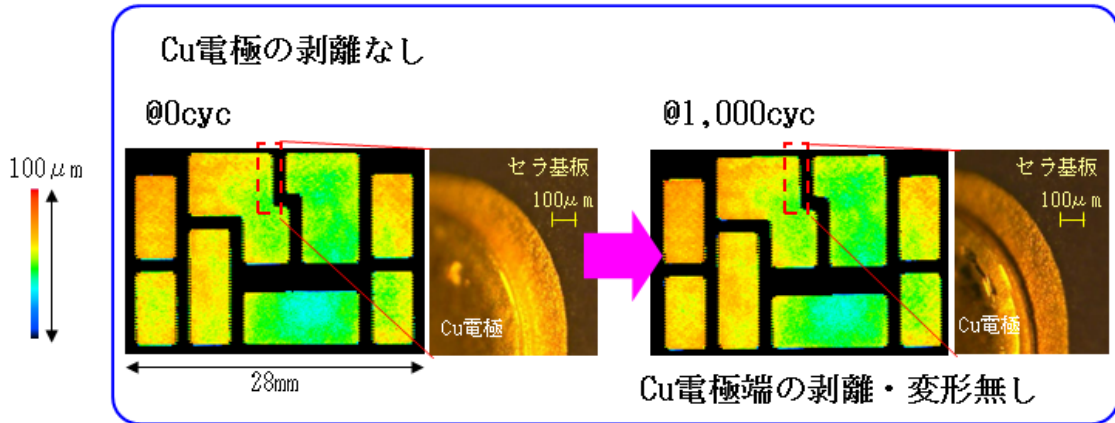 Cu電極の剥離なし
@0cyc
@1,000cyc
100μm
セラ基板
100μm
Cu電極
セラ基板
100μm
Cu電極
28mm
Cu電極端の剥離・変形無し